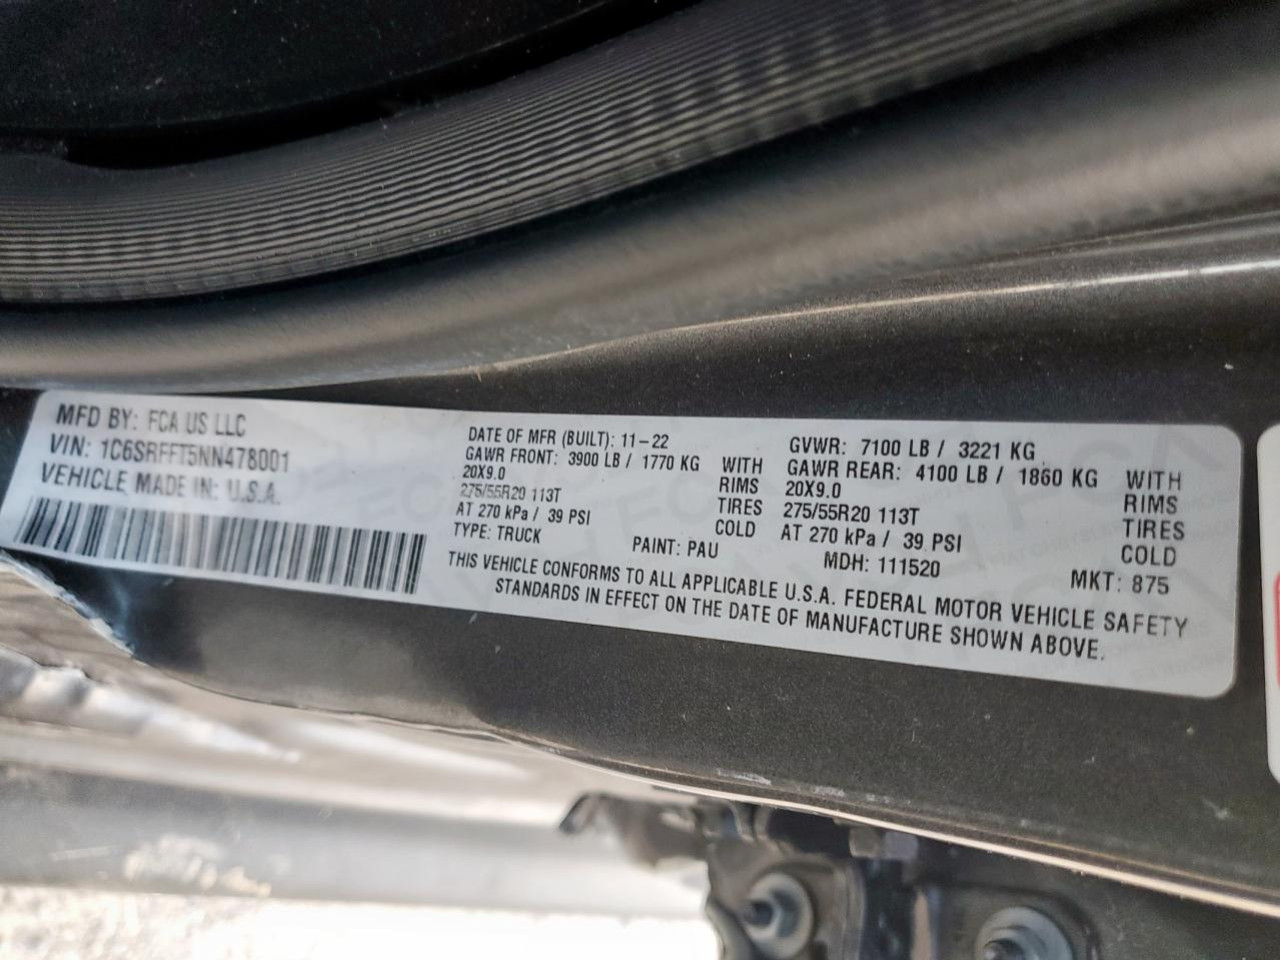 MFD BY: FCA US LLC
VIN: 1C6SRFFT5NN478001
VEHICLE MADE IN: U.S.A.
DATE OF MFR (BUILT): 11-22
GAWR FRONT: 3900 LB / 1770 KG WITH
20X9.0 RIMS
275/55R20 113T TIRES
AT 270 kPa / 39 PSI COLD
TYPE: TRUCK
PAINT: PAU
GVWR: 7100 LB / 3221 KG
GAWR REAR: 4100 LB / 1860 KG WITH
20X9.0 RIMS
275/55R20 113T TIRES
AT 270 kPa / 39 PSI COLD
MDH: 111520
MKT: 875
THIS VEHICLE CONFORMS TO ALL APPLICABLE U.S.A. FEDERAL MOTOR VEHICLE SAFETY
STANDARDS IN EFFECT ON THE DATE OF MANUFACTURE SHOWN ABOVE.